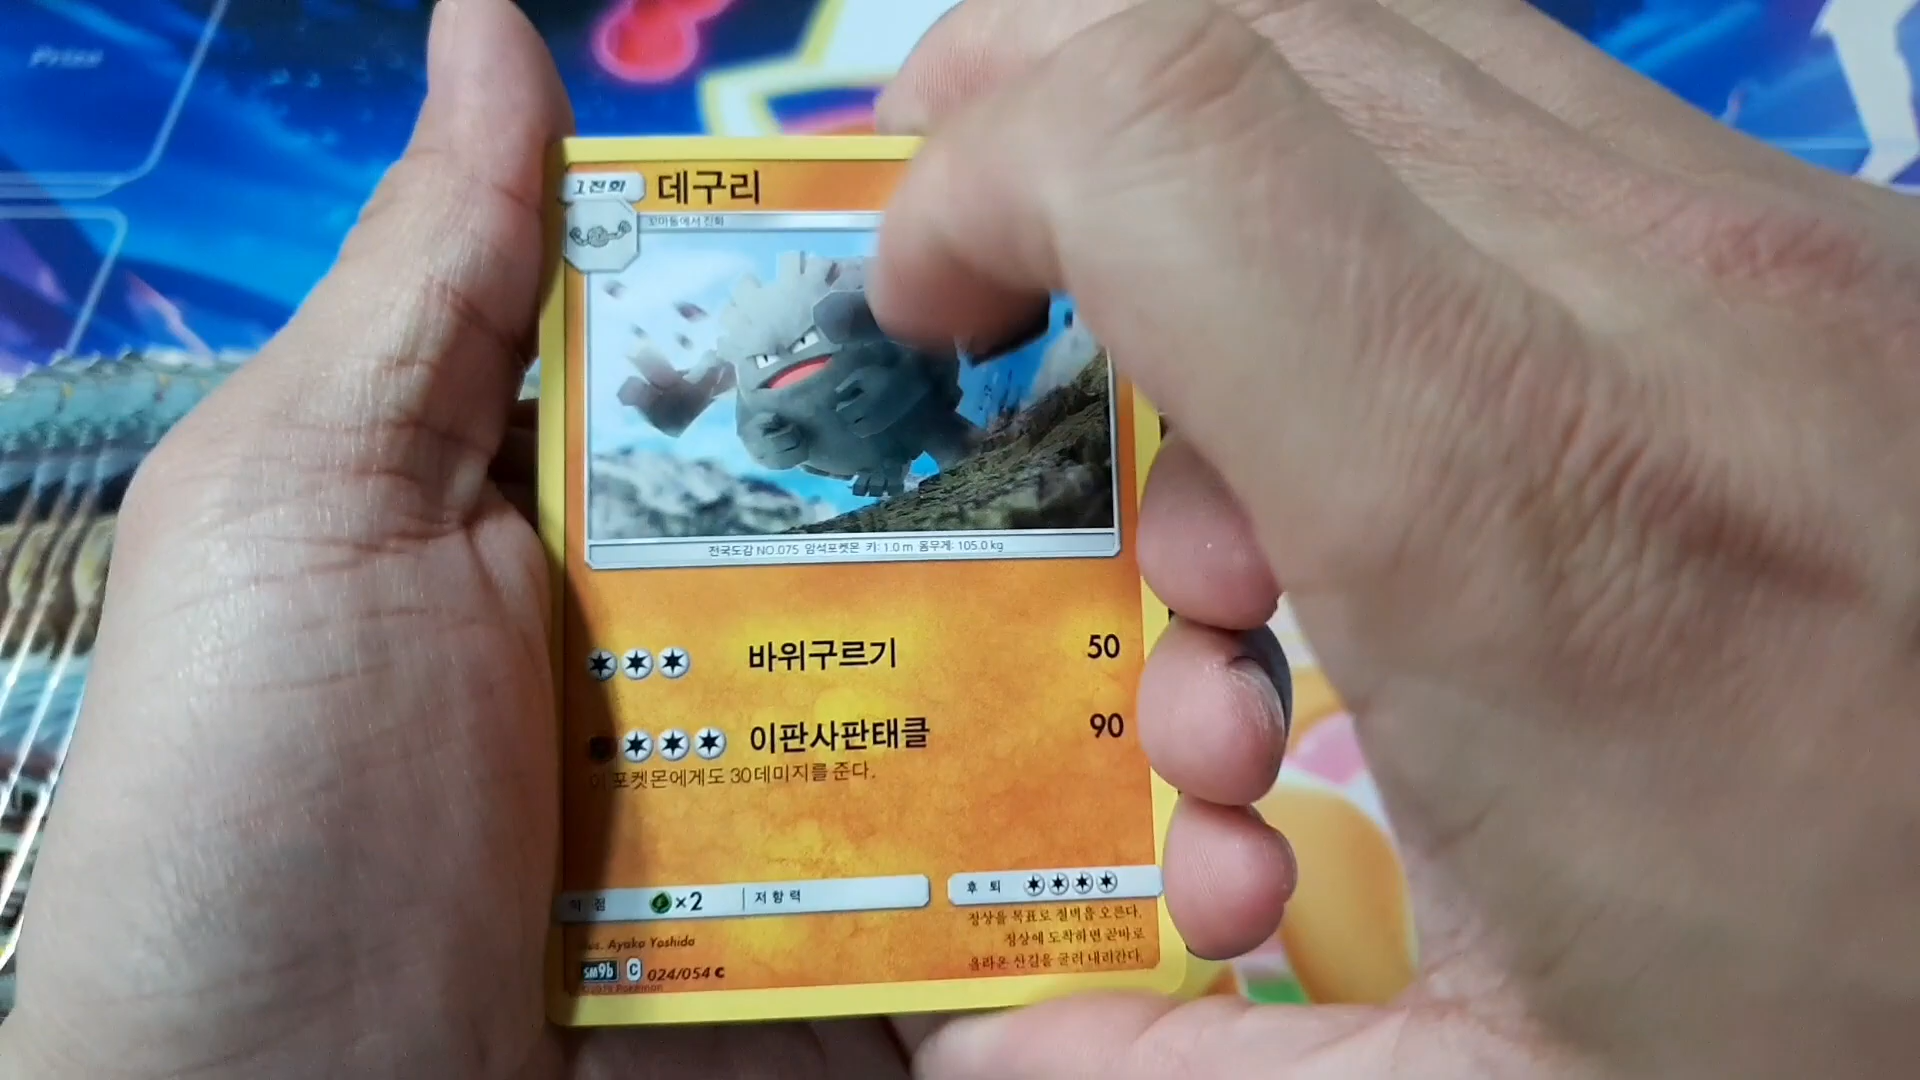 Prize
1진화 데구리
꼬마돌에서 진화
전국도감 NO.075 암석포켓몬 키: 1.0 m 몸무게: 105.0 kg
바위구르기 50
이판사판태클 90
이 포켓몬에게도 30데미지를 준다.
약 점 ×2 저항력 후 퇴
정상을 목표로 절벽을 오른다.
정상에 도착하면 곧바로
올라온 산길을 굴러 내려간다.
Illus. Ayaka Yoshida
sm9b C 024/054 C
©2019 Pokémon